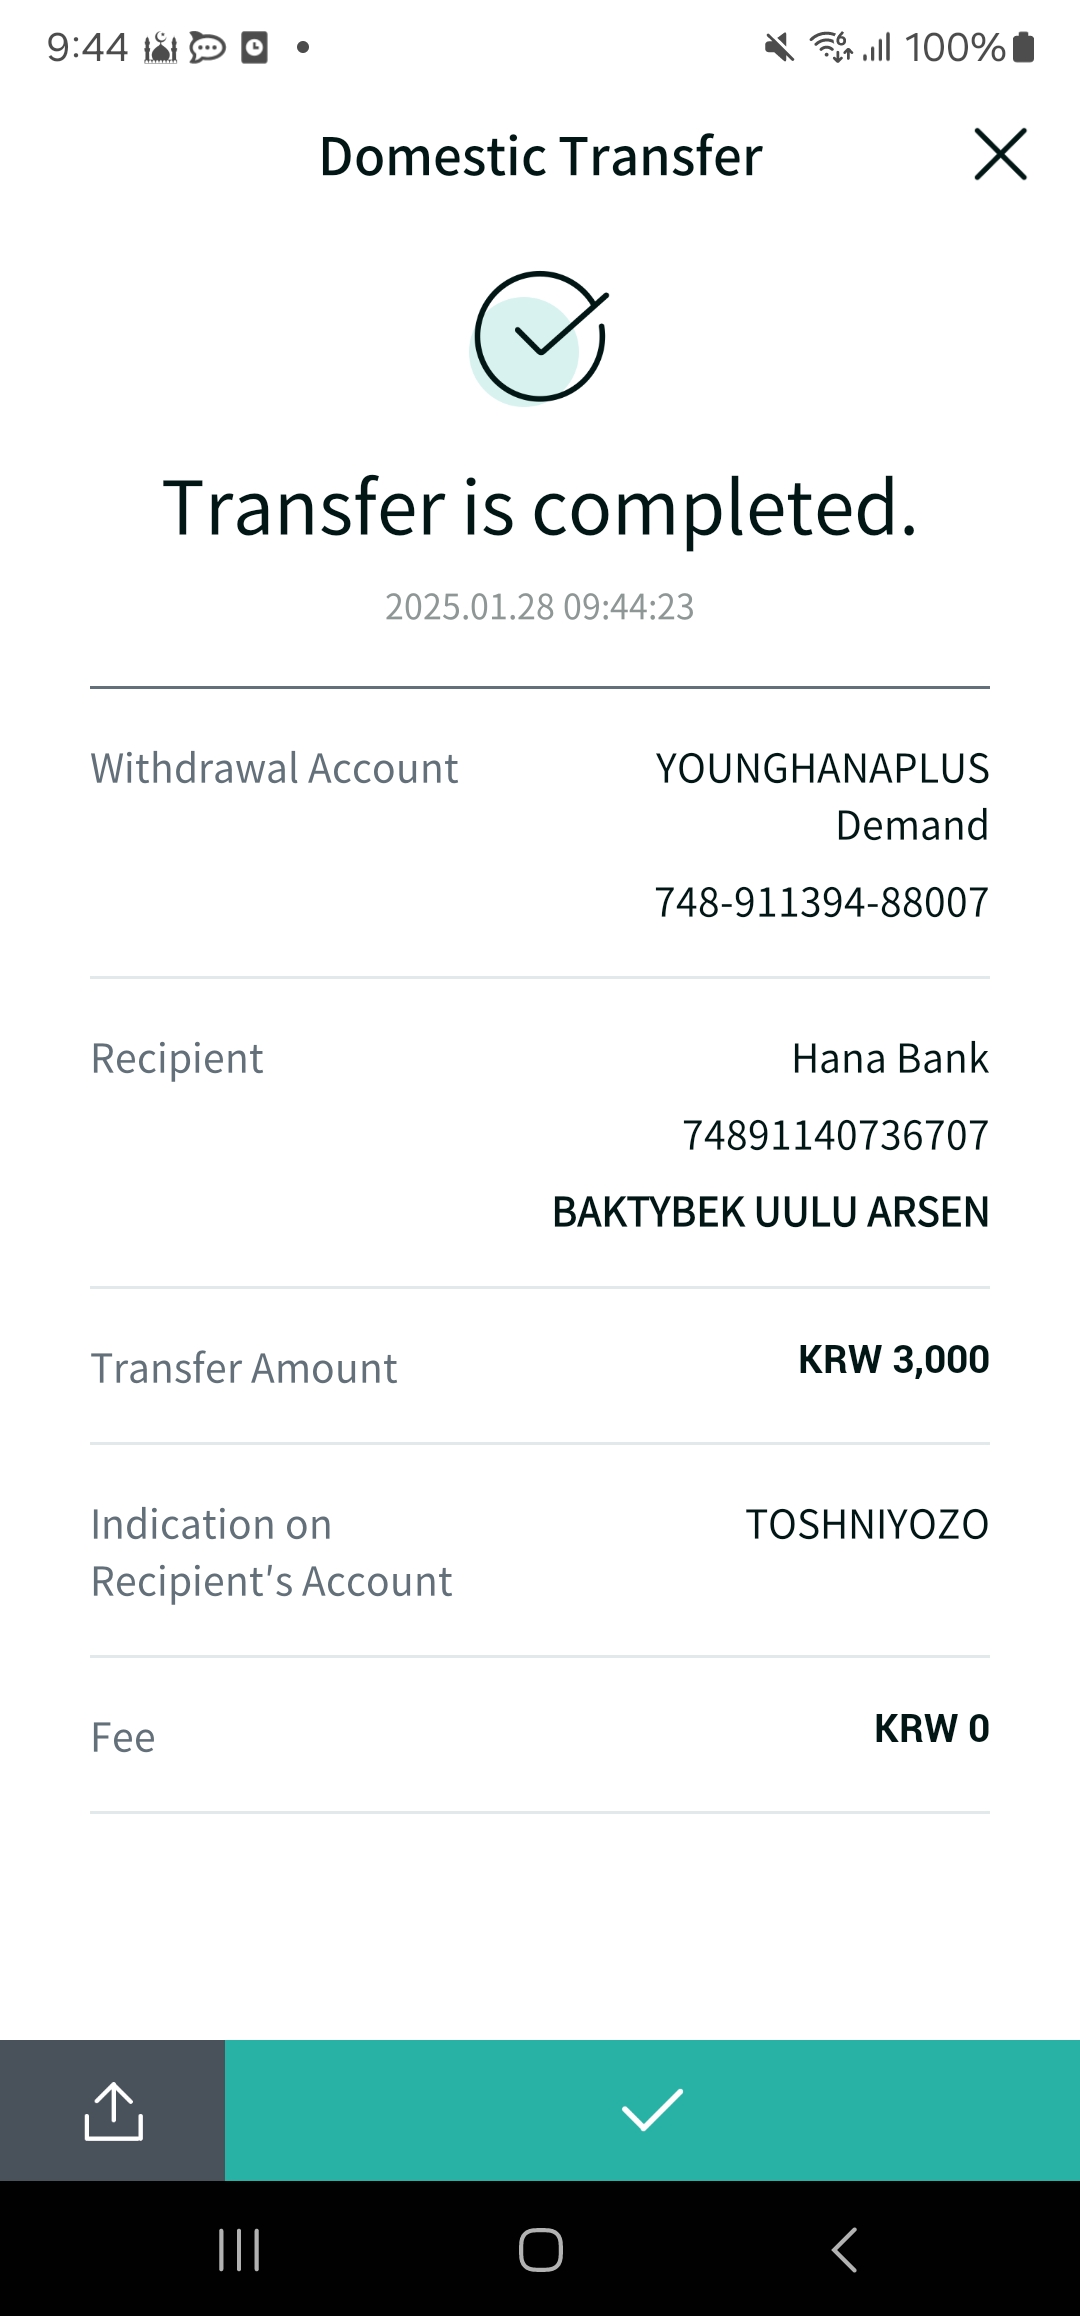 9:44
100%
Domestic Transfer
Transfer is completed.
2025.01.28 09:44:23
Withdrawal Account
YOUNGHANAPLUS
Demand
748-911394-88007
Recipient
Hana Bank
74891140736707
BAKTYBEK UULU ARSEN
Transfer Amount
KRW 3,000
Indication on
Recipient's Account
TOSHNIYOZO
Fee
KRW 0